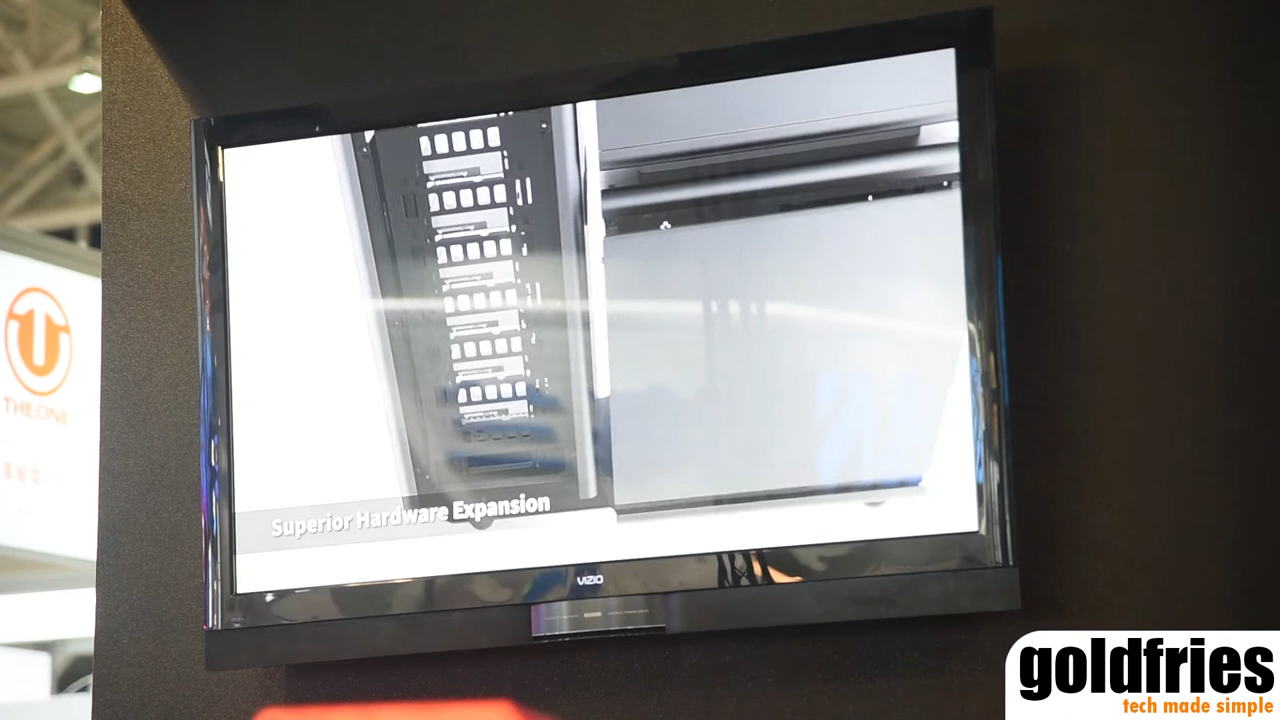 THEONE
Superior Hardware Expansion
VIZIO
goldfries
tech made simple